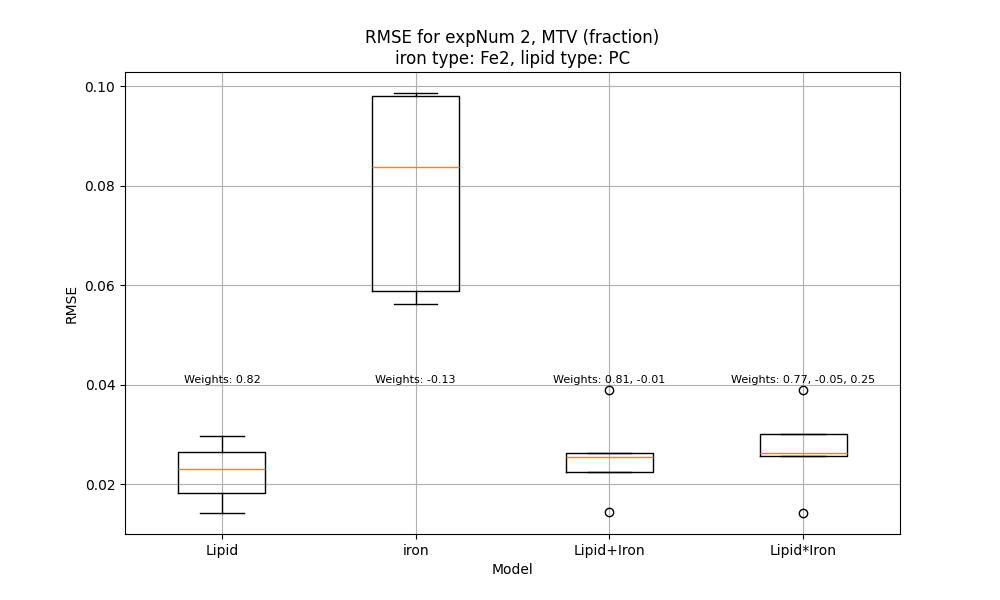 RMSE for expNum 2, MTV (fraction)
iron type: Fe2, lipid type: PC
0.10
0.08
0.06
0.04
0.02
RMSE
Weights: 0.82
Weights: -0.13
Weights: 0.81, -0.01
Weights: 0.77, -0.05, 0.25
Lipid
iron
Lipid+Iron
Lipid*Iron
Model